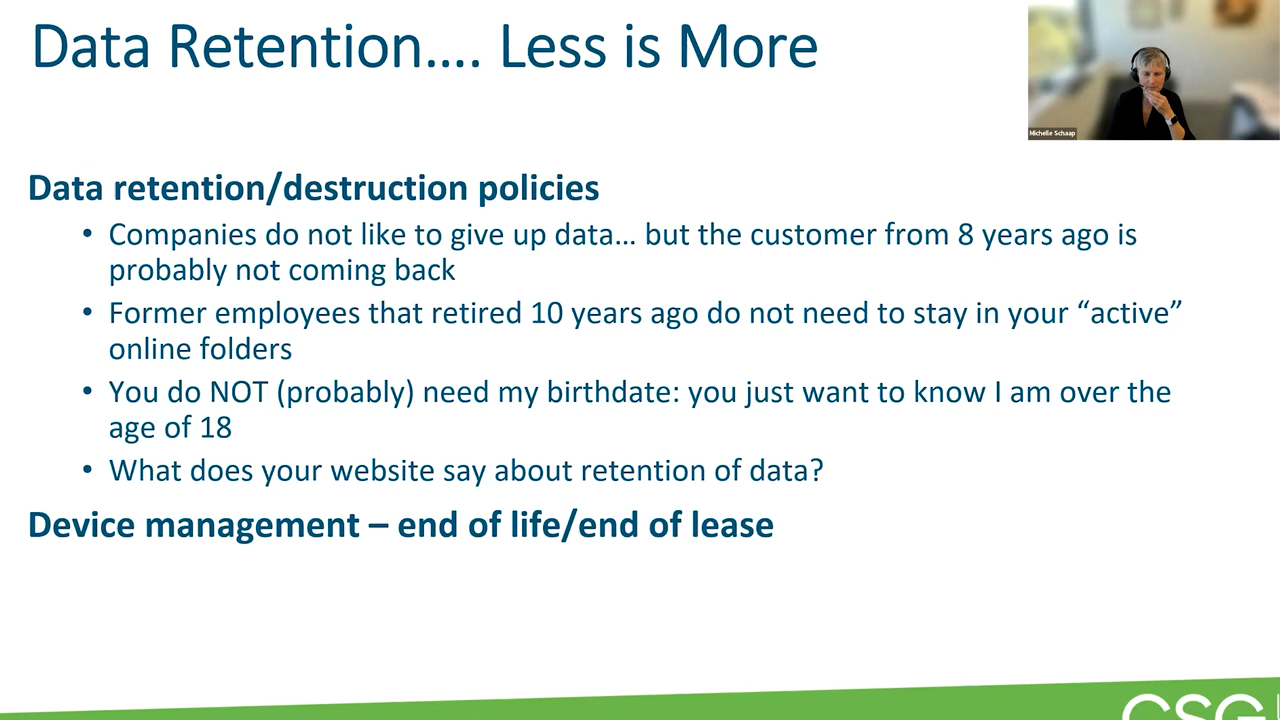 Data Retention…. Less is More
Michelle Schaap
Data retention/destruction policies
• Companies do not like to give up data… but the customer from 8 years ago is
probably not coming back
• Former employees that retired 10 years ago do not need to stay in your “active”
online folders
• You do NOT (probably) need my birthdate: you just want to know I am over the
age of 18
• What does your website say about retention of data?
Device management – end of life/end of lease
CSG